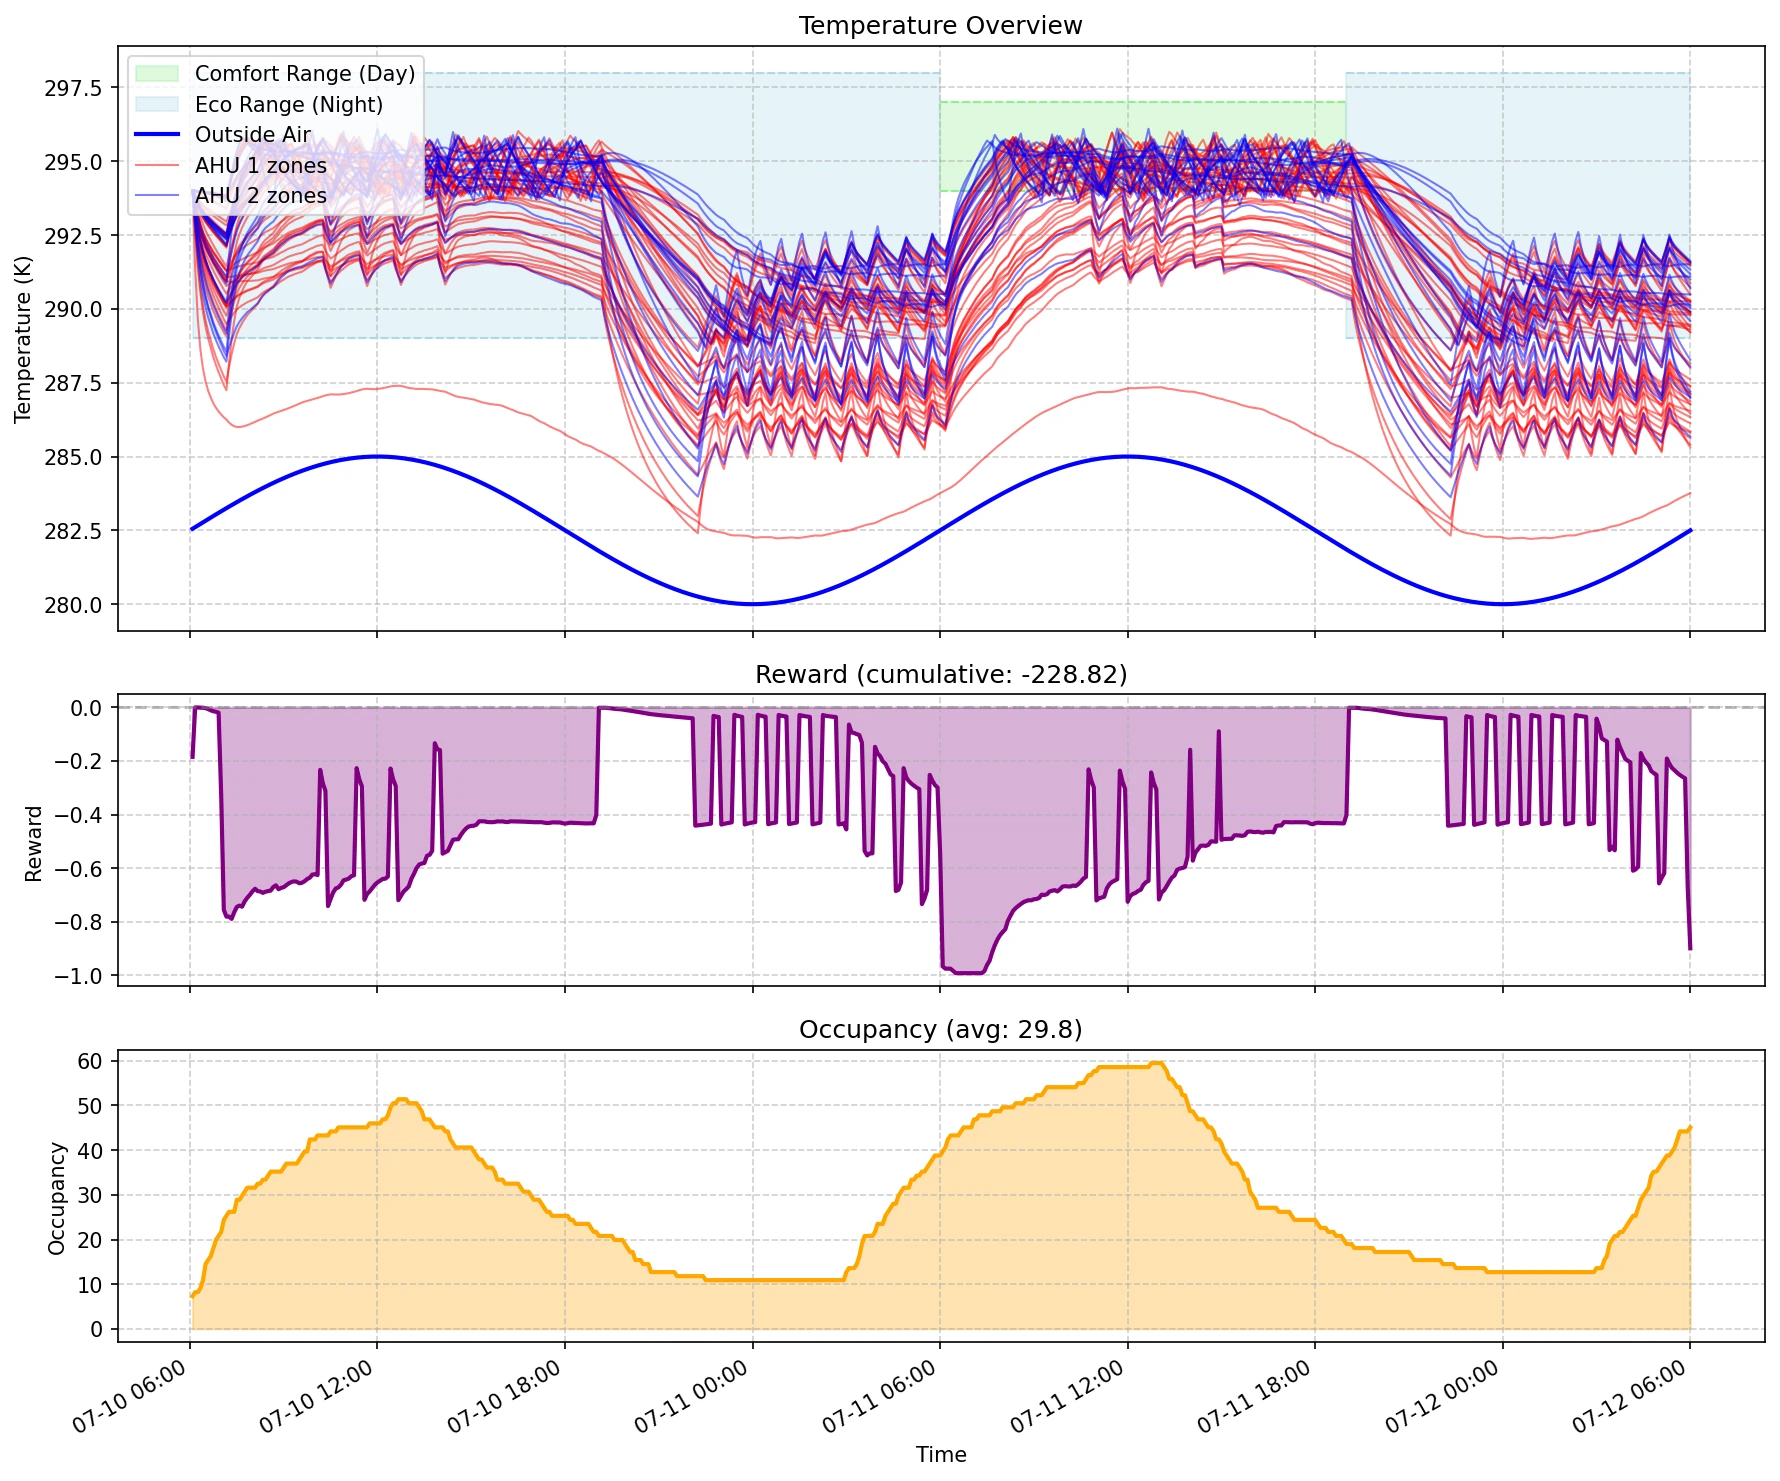 Temperature Overview
Comfort Range (Day)
Eco Range (Night)
Outside Air
AHU 1 zones
AHU 2 zones
Temperature (K)
297.5
295.0
292.5
290.0
287.5
285.0
282.5
280.0
Reward (cumulative: -228.82)
Reward
0.0
−0.2
−0.4
−0.6
−0.8
−1.0
Occupancy (avg: 29.8)
Occupancy
60
50
40
30
20
10
0
07-10 06:00
07-10 12:00
07-10 18:00
07-11 00:00
07-11 06:00
07-11 12:00
07-11 18:00
07-12 00:00
07-12 06:00
Time